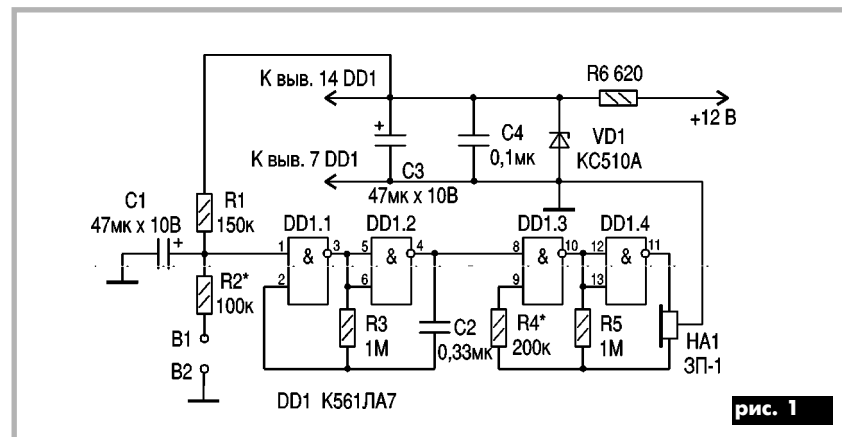 К выв. 14 DD1
R6 620
+12 В
+
C4
0,1мк
VD1
КС510А
К выв. 7 DD1
C3
47мк х 10В
C1
47мк х 10В
+
R1
150к
DD1.1
DD1.2
DD1.3
DD1.4
1
&
3
5
&
4
8
&
10
12
&
11
2
6
9
13
R2*
100к
R3
1М
C2
0,33мк
R4*
200к
R5
1М
НА1
ЗП-1
В1
В2
DD1 К561ЛА7
рис. 1